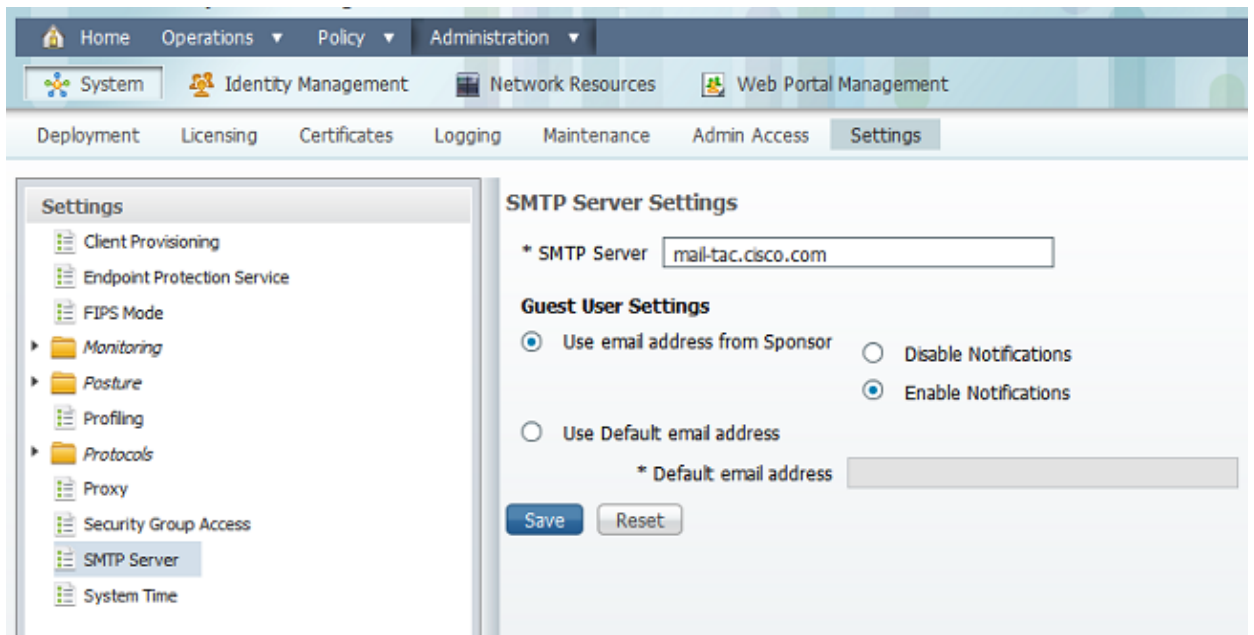 Home Operations ▼ Policy ▼ Administration ▼
System Identity Management Network Resources Web Portal Management
Deployment Licensing Certificates Logging Maintenance Admin Access Settings
Settings
Client Provisioning
Endpoint Protection Service
FIPS Mode
Monitoring
Posture
Profiling
Protocols
Proxy
Security Group Access
SMTP Server
System Time
SMTP Server Settings
* SMTP Server mail-tac.cisco.com
Guest User Settings
Use email address from Sponsor
Disable Notifications
Enable Notifications
Use Default email address
* Default email address
Save Reset